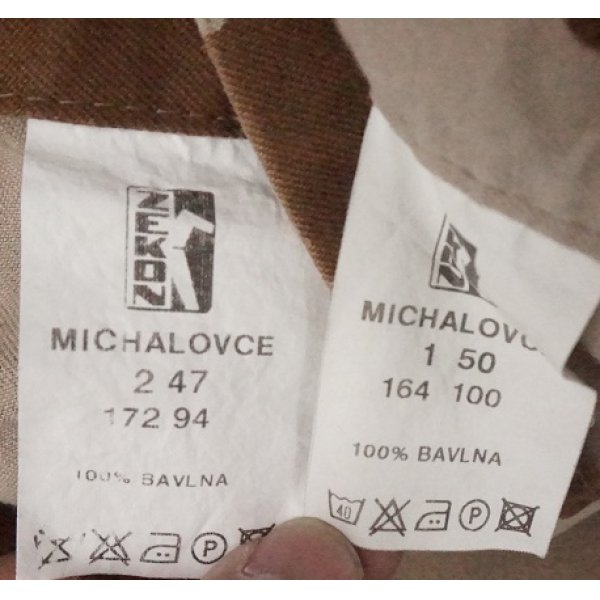 ZEKON
MICHALOVCE
2 47
172 94
100% BAVLNA
P
MICHALOVC
1 50
164 100
100% BAVLNA
40
P